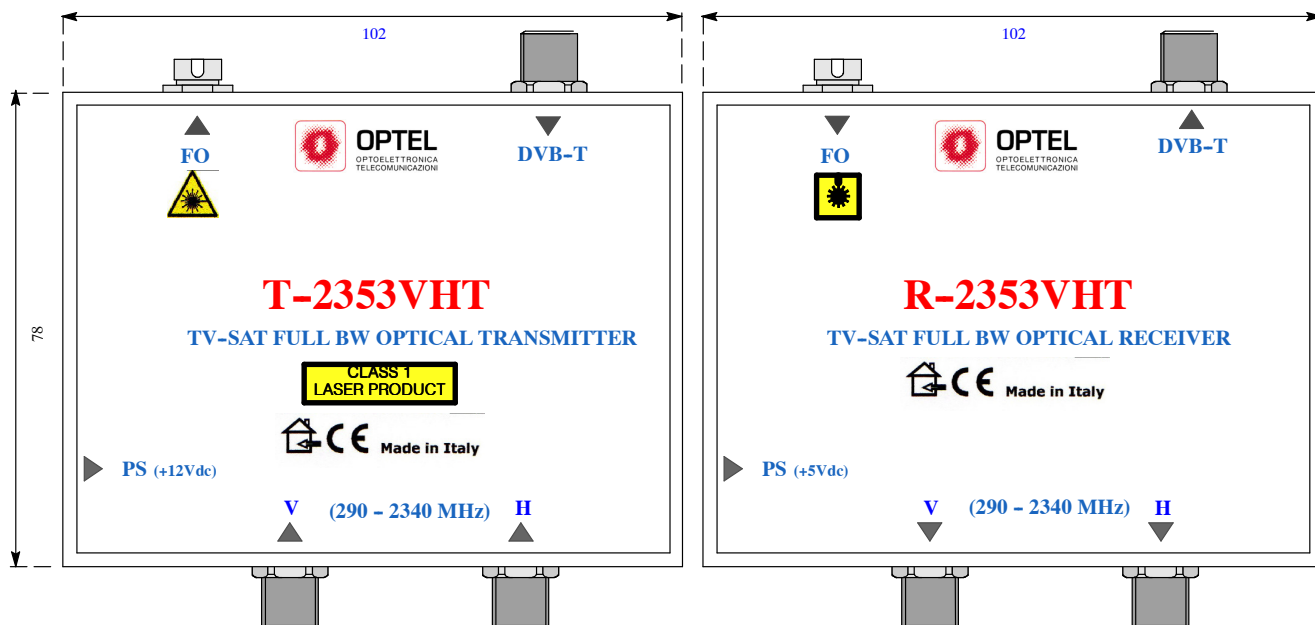 102
FO
OPTEL
OPTOELETTRONICA
TELECOMUNICAZIONI
DVB-T
T-2353VHT
TV-SAT FULL BW OPTICAL TRANSMITTER
CLASS 1
LASER PRODUCT
CE Made in Italy
PS (+12Vdc)
V (290 - 2340 MHz) H
78
102
FO
OPTEL
OPTOELETTRONICA
TELECOMUNICAZIONI
DVB-T
R-2353VHT
TV-SAT FULL BW OPTICAL RECEIVER
CE Made in Italy
PS (+5Vdc)
V (290 - 2340 MHz) H